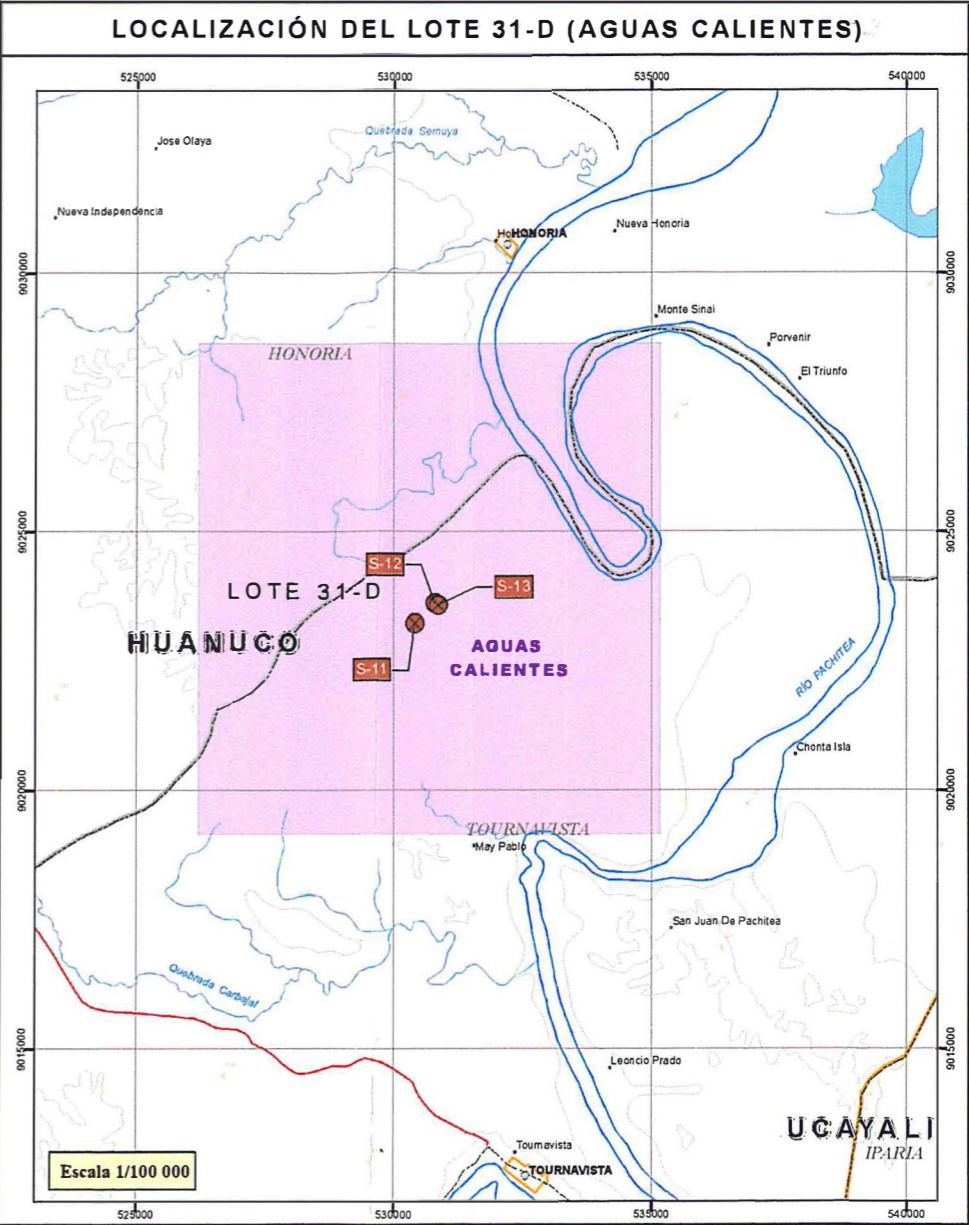 LOCALIZACIÓN DEL LOTE 31-D (AGUAS CALIENTES)
525000
530000
535000
540000
Jose Olaya
Quebrada Semuya
Nueva Independencia
HONORIA
Nueva Honoria
9030000
9030000
Monte Sinai
Porvenir
HONORIA
El Triunfo
9025000
9025000
S-12
S-13
LOTE 31-D
HUANUCO
AGUAS
CALIENTES
S-11
RÍO PACHITEA
Chonta Isla
9020000
9020000
TOURNAVISTA
May Pablo
San Juan De Pachitea
Quebrada Carbajal
9015000
9015000
Leoncio Prado
UCAYALI
IPARIA
Tournavista
TOURNAVISTA
Escala 1/100 000
525000
530000
535000
540000